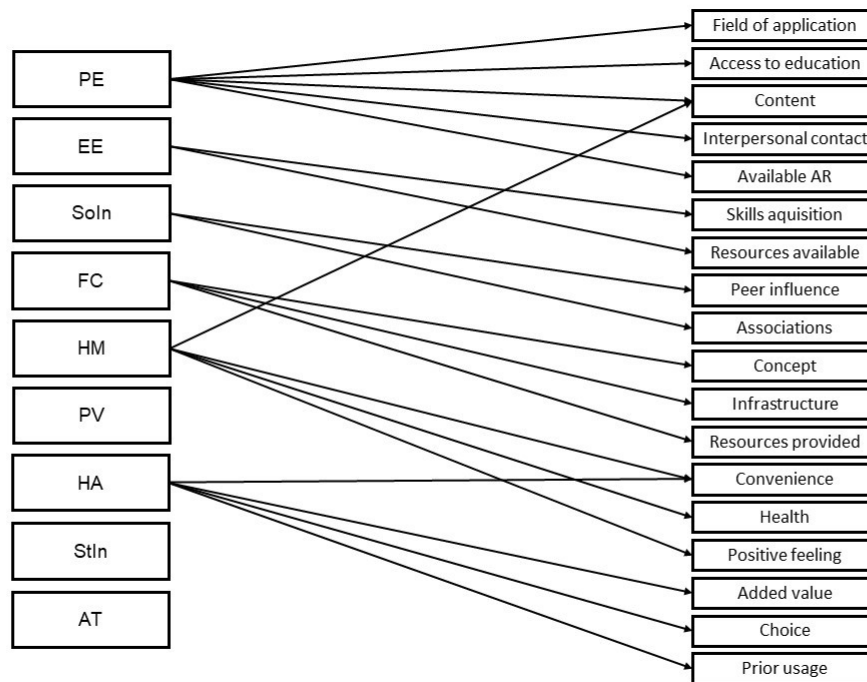 PE
EE
SoIn
FC
HM
PV
HA
StIn
AT
Field of application
Access to education
Content
Interpersonal contact
Available AR
Skills aquisition
Resources available
Peer influence
Associations
Concept
Infrastructure
Resources provided
Convenience
Health
Positive feeling
Added value
Choice
Prior usage